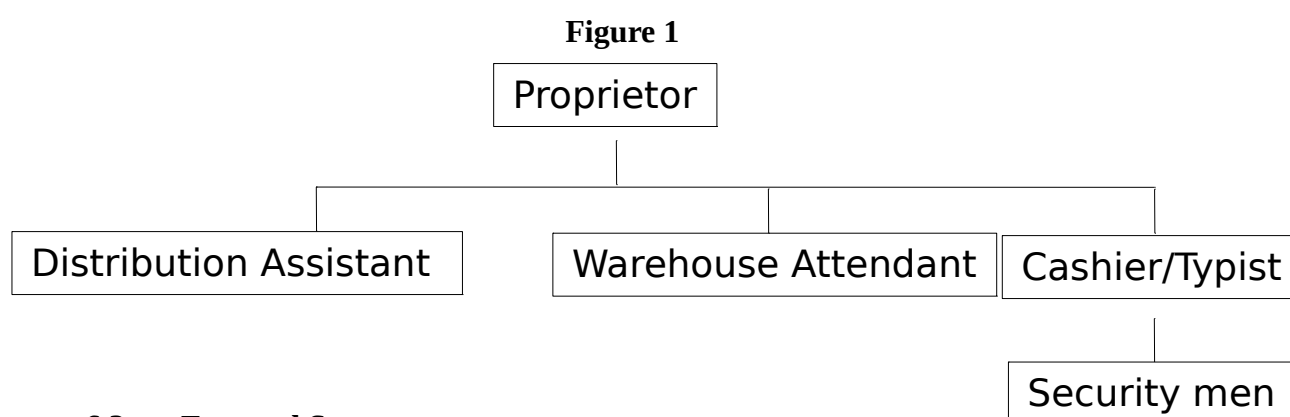 Figure 1
Proprietor
Distribution Assistant
Warehouse Attendant
Cashier/Typist
Security men